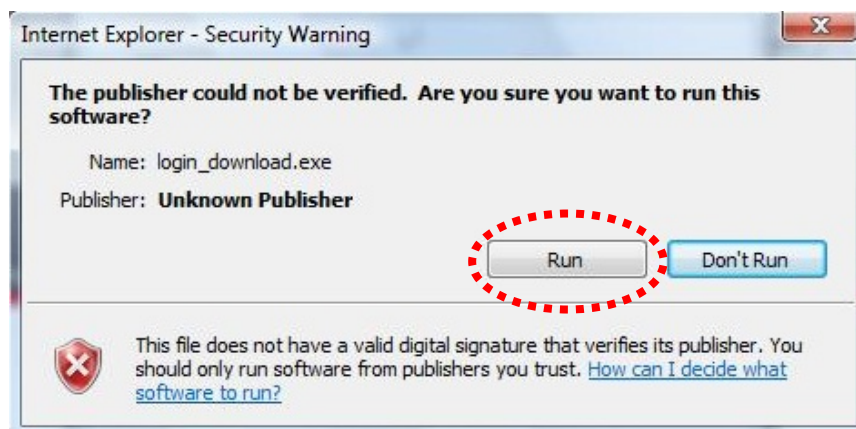 Internet Explorer - Security Warning
The publisher could not be verified. Are you sure you want to run this
software?
Name: login_download.exe
Publisher: Unknown Publisher
Run Don't Run
This file does not have a valid digital signature that verifies its publisher. You
should only run software from publishers you trust. How can I decide what
software to run?